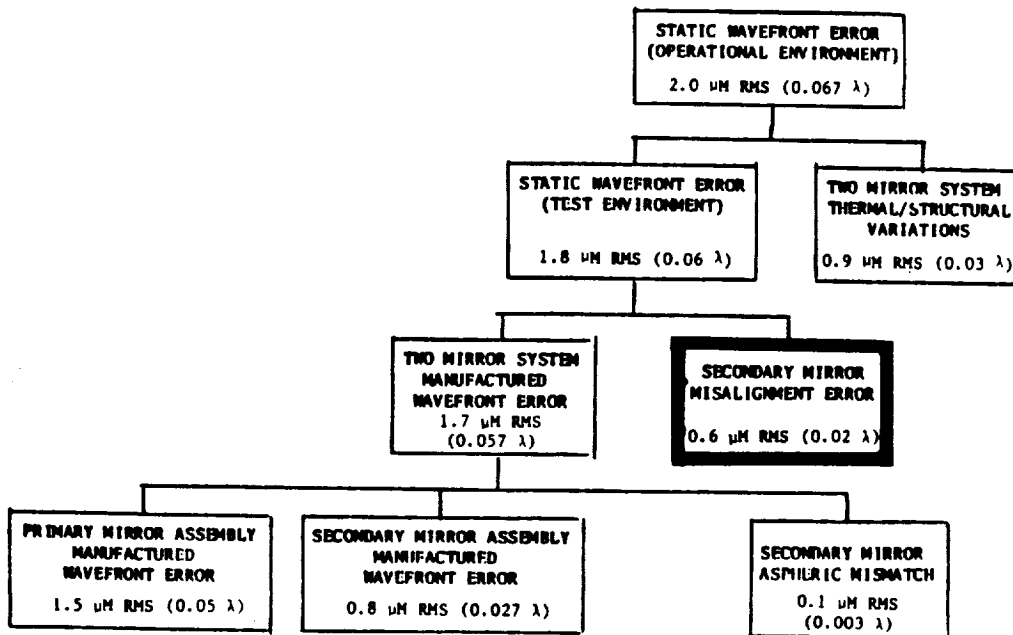 STATIC WAVEFRONT ERROR
(OPERATIONAL ENVIRONMENT)
2.0 µM RMS (0.067 λ)
STATIC WAVEFRONT ERROR
(TEST ENVIRONMENT)
1.8 µM RMS (0.06 λ)
TWO MIRROR SYSTEM
THERMAL/STRUCTURAL
VARIATIONS
0.9 µM RMS (0.03 λ)
TWO MIRROR SYSTEM
MANUFACTURED
WAVEFRONT ERROR
1.7 µM RMS
(0.057 λ)
SECONDARY MIRROR
MISALIGNMENT ERROR
0.6 µM RMS (0.02 λ)
PRIMARY MIRROR ASSEMBLY
MANUFACTURED
WAVEFRONT ERROR
1.5 µM RMS (0.05 λ)
SECONDARY MIRROR ASSEMBLY
MANUFACTURED
WAVEFRONT ERROR
0.8 µM RMS (0.027 λ)
SECONDARY MIRROR
ASMILRIC MISMATCH
0.1 µM RMS
(0.003 λ)